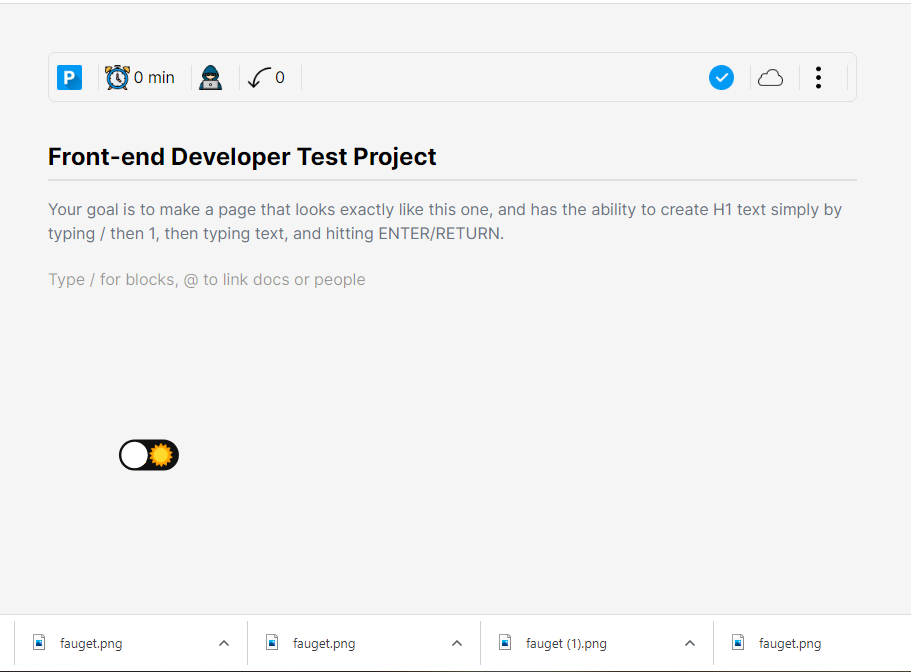 P 0 min 0
Front-end Developer Test Project
Your goal is to make a page that looks exactly like this one, and has the ability to create H1 text simply by
typing / then 1, then typing text, and hitting ENTER/RETURN.
Type / for blocks, @ to link docs or people
fauget.png fauget.png fauget (1).png fauget.png